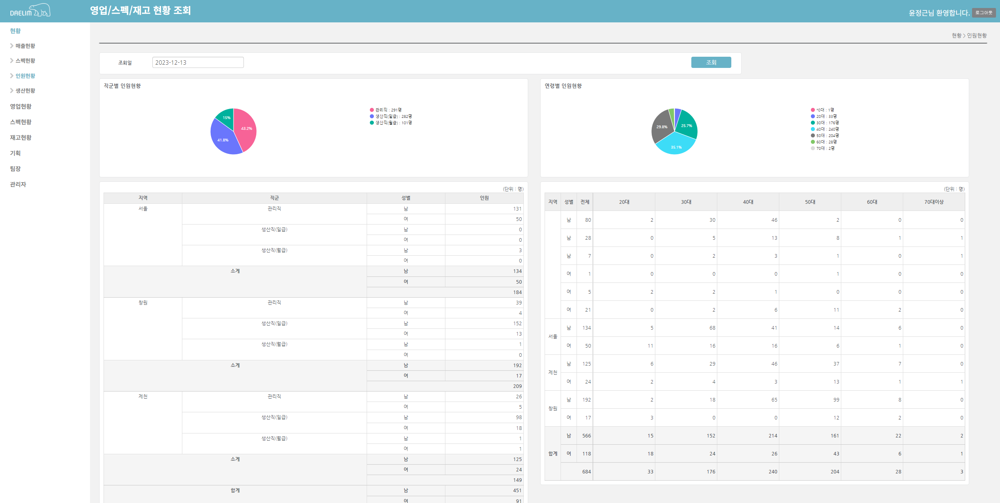 DAELIM
영업/스펙/재고 현황 조회
윤정근님 환영합니다. 로그아웃
현황
매출현황
스펙현황
인원현황
생산현황
영업현황
스펙현황
재고현황
기획
팀장
관리자
현황 > 인원현황
조회일 2023-12-13 조회
직군별 인원현황
43.2%
41.8%
15%
관리직 : 291명
생산직(일급) : 282명
생산직(월급) : 101명
연령별 인원현황
25.7%
35.1%
29.8%
*0대 : 1명
20대 : 33명
30대 : 176명
40대 : 240명
50대 : 204명
60대 : 28명
70대 : 2명
(단위 : 명)
지역 직군 성별 인원
서울 관리직 남 131
여 50
생산직(일급) 남 0
여 0
생산직(월급) 남 3
여 0
소계 남 134
여 50
184
창원 관리직 남 39
여 4
생산직(일급) 남 152
여 13
생산직(월급) 남 1
여 0
소계 남 192
여 17
209
제천 관리직 남 26
여 5
생산직(일급) 남 98
여 18
생산직(월급) 남 1
여 1
소계 남 125
여 24
149
합계 남 451
여 91
(단위 : 명)
지역 성별 전체 20대 30대 40대 50대 60대 70대이상
남 80 2 30 46 2 0 0
남 28 0 5 13 8 1 1
남 7 0 2 3 1 0 1
여 1 0 0 0 1 0 0
여 5 2 2 1 0 0 0
여 21 0 2 6 11 2 0
서울 남 134 5 68 41 14 6 0
여 50 11 16 16 6 1 0
제천 남 125 6 29 46 37 7 0
여 24 2 4 3 13 1 1
창원 남 192 2 18 65 99 8 0
여 17 3 0 0 12 2 0
합계 남 566 15 152 214 161 22 2
여 118 18 24 26 43 6 1
684 33 176 240 204 28 3